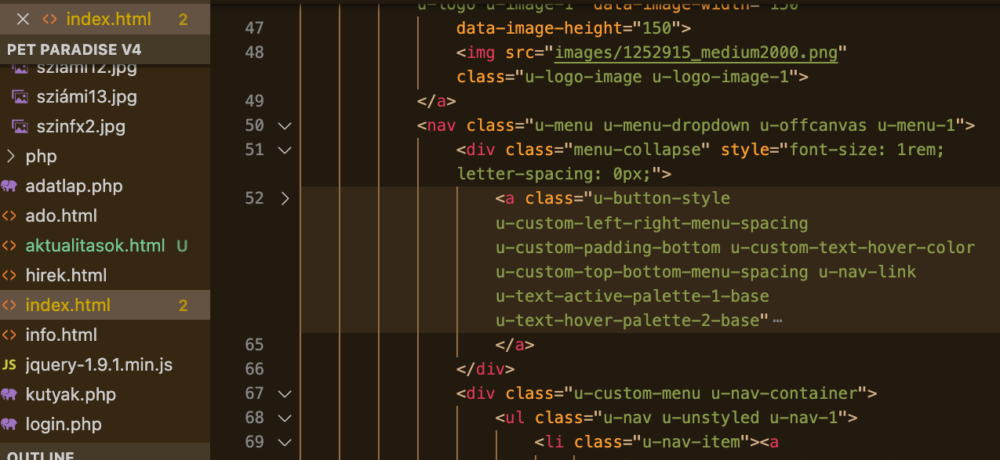 index.html 2
PET PARADISE V4
sziámi12.jpg
sziámi13.jpg
szinfx2.jpg
php
adatlap.php
ado.html
aktualitasok.html U
hirek.html
index.html 2
info.html
jquery-1.9.1.min.js
kutyak.php
login.php
OUTLINE
u-logo u-image-1" data-image-width="150"
47 data-image-height="150">
48 <img src="images/1252915_medium2000.png"
class="u-logo-image u-logo-image-1">
49 </a>
50 <nav class="u-menu u-menu-dropdown u-offcanvas u-menu-1">
51 <div class="menu-collapse" style="font-size: 1rem;
letter-spacing: 0px;">
52 <a class="u-button-style
u-custom-left-right-menu-spacing
u-custom-padding-bottom u-custom-text-hover-color
u-custom-top-bottom-menu-spacing u-nav-link
u-text-active-palette-1-base
u-text-hover-palette-2-base"⋯
65 </a>
66 </div>
67 <div class="u-custom-menu u-nav-container">
68 <ul class="u-nav u-unstyled u-nav-1">
69 <li class="u-nav-item"><a